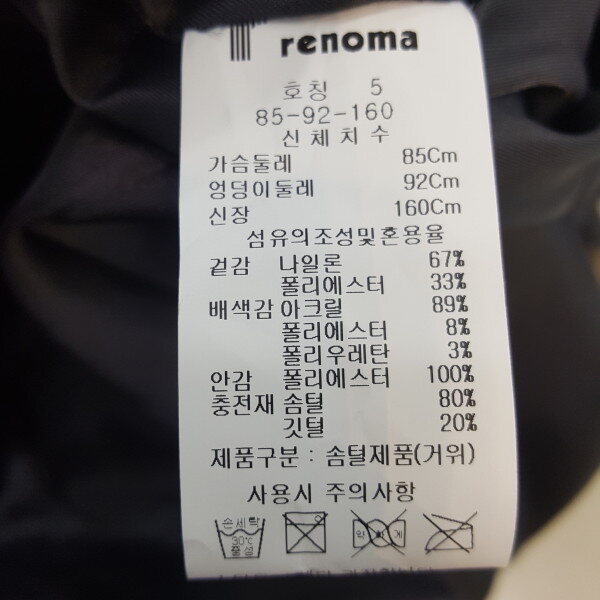 renoma
호칭 5
85-92-160
신체치수
가슴둘레 85Cm
엉덩이둘레 92Cm
신장 160Cm
섬유의조성및혼용율
겉감 나일론 67%
폴리에스터 33%
배색감 아크릴 89%
폴리에스터 8%
폴리우레탄 3%
안감 폴리에스터 100%
충전재 솜털 80%
깃털 20%
제품구분 : 솜털제품(거위)
사용시 주의사항
손세탁
30℃
중성
약하게